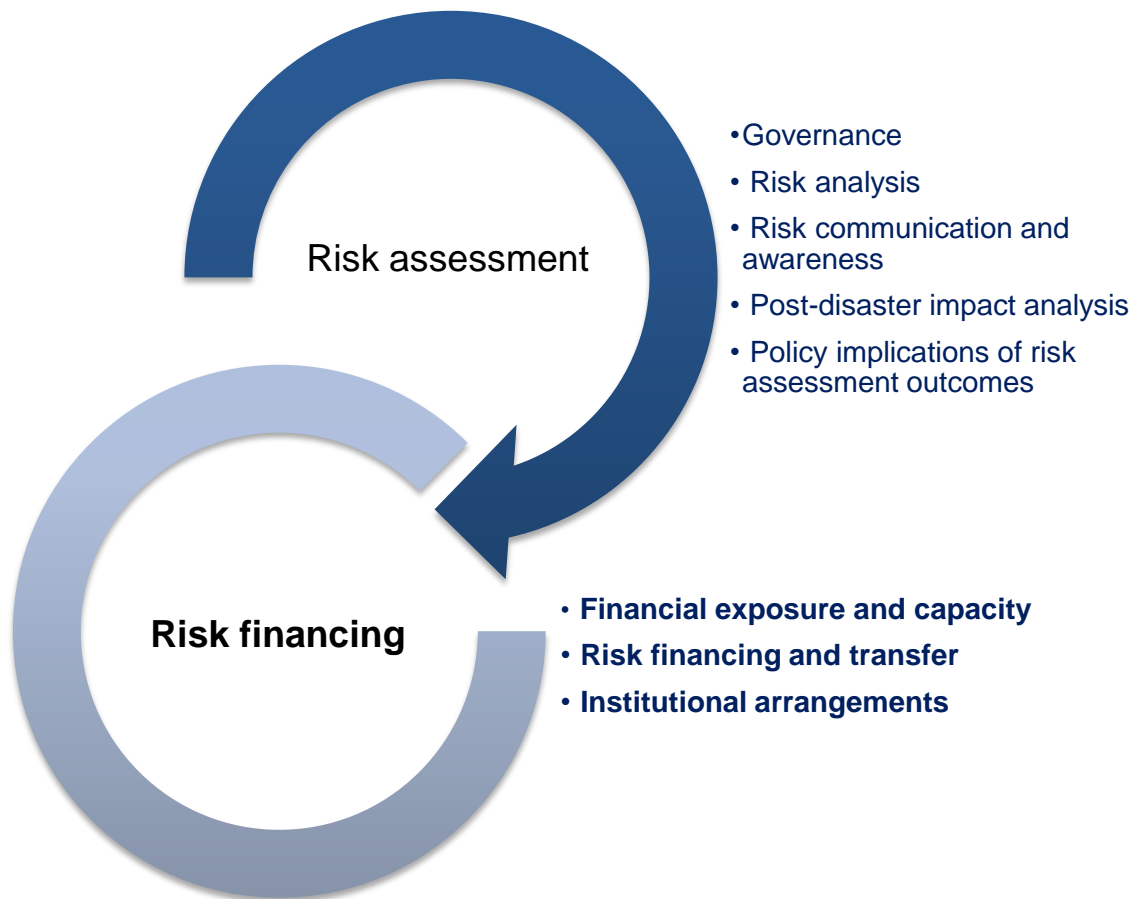 Risk assessment
•Governance
• Risk analysis
• Risk communication and
awareness
• Post-disaster impact analysis
• Policy implications of risk
assessment outcomes
Risk financing
• Financial exposure and capacity
• Risk financing and transfer
• Institutional arrangements